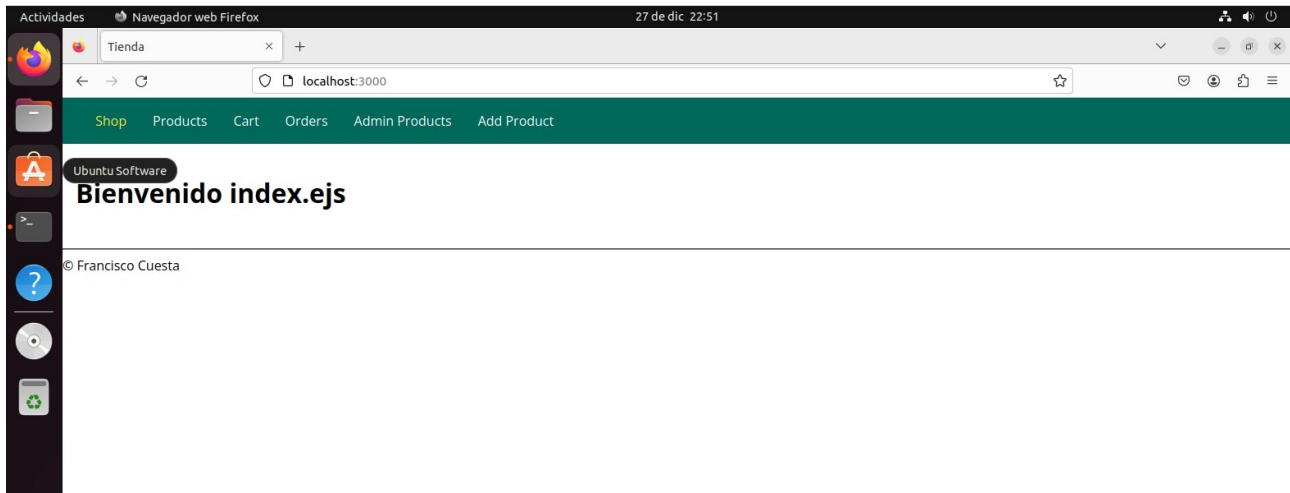 Actividades Navegador web Firefox 27 de dic 22:51
Tienda
localhost:3000
Shop Products Cart Orders Admin Products Add Product
Ubuntu Software
Bienvenido index.ejs
© Francisco Cuesta